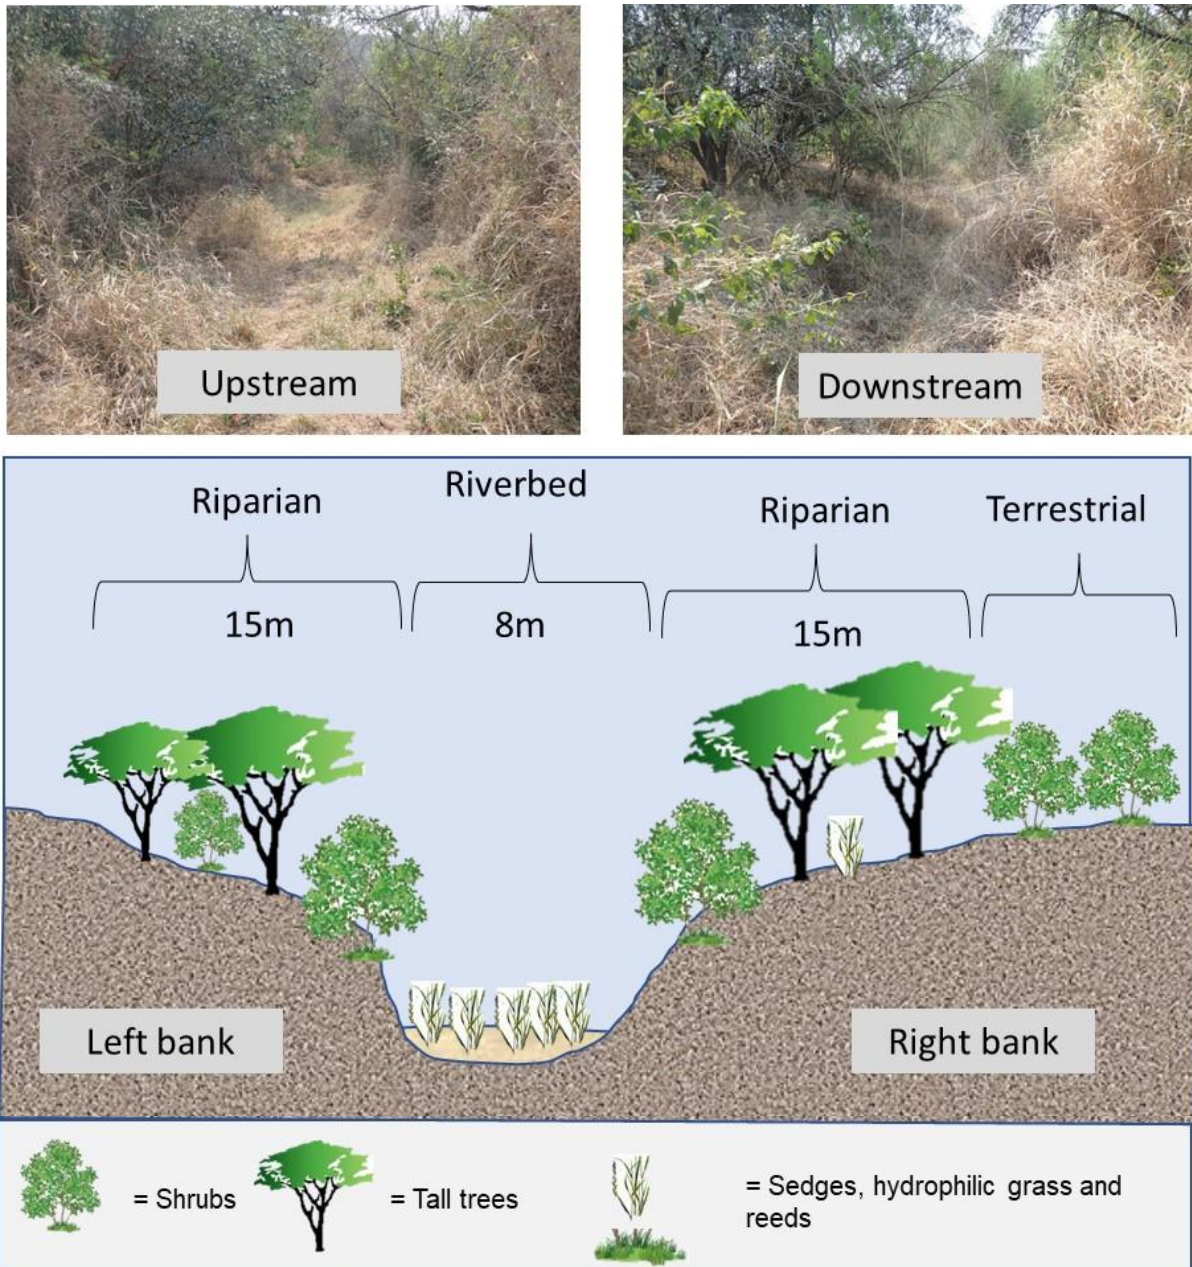 Upstream
Downstream
Riparian
Riverbed
Riparian
Terrestrial
15m
8m
15m
Left bank
Right bank
= Shrubs
= Tall trees
= Sedges, hydrophilic grass and
reeds